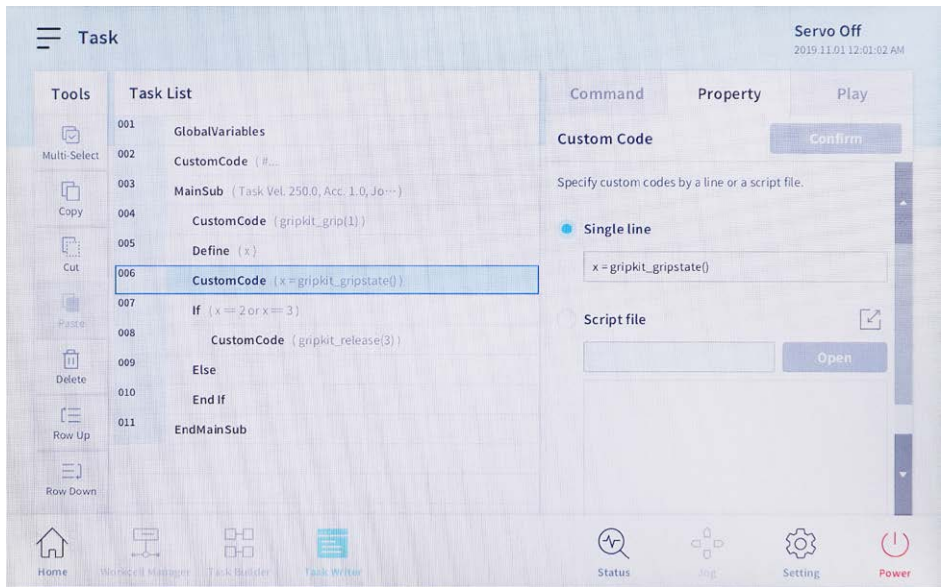 Task
Servo Off
2019.11.01 12:01:02 AM
Tools
Task List
Command
Property
Play
Multi-Select
Copy
Cut
Paste
Delete
Row Up
Row Down
001 GlobalVariables
002 CustomCode ( #...
003 MainSub ( Task Vel. 250.0, Acc. 1.0, Jo··· )
004 CustomCode ( gripkit_grip(1) )
005 Define ( x )
006 CustomCode ( x = gripkit_gripstate() )
007 If ( x == 2 or x == 3 )
008 CustomCode ( gripkit_release(3) )
009 Else
010 End If
011 EndMainSub
Custom Code
Confirm
Specify custom codes by a line or a script file.
Single line
x = gripkit_gripstate()
Script file
Open
Home
Workcell Manager
Task Builder
Task Writer
Status
Jog
Setting
Power